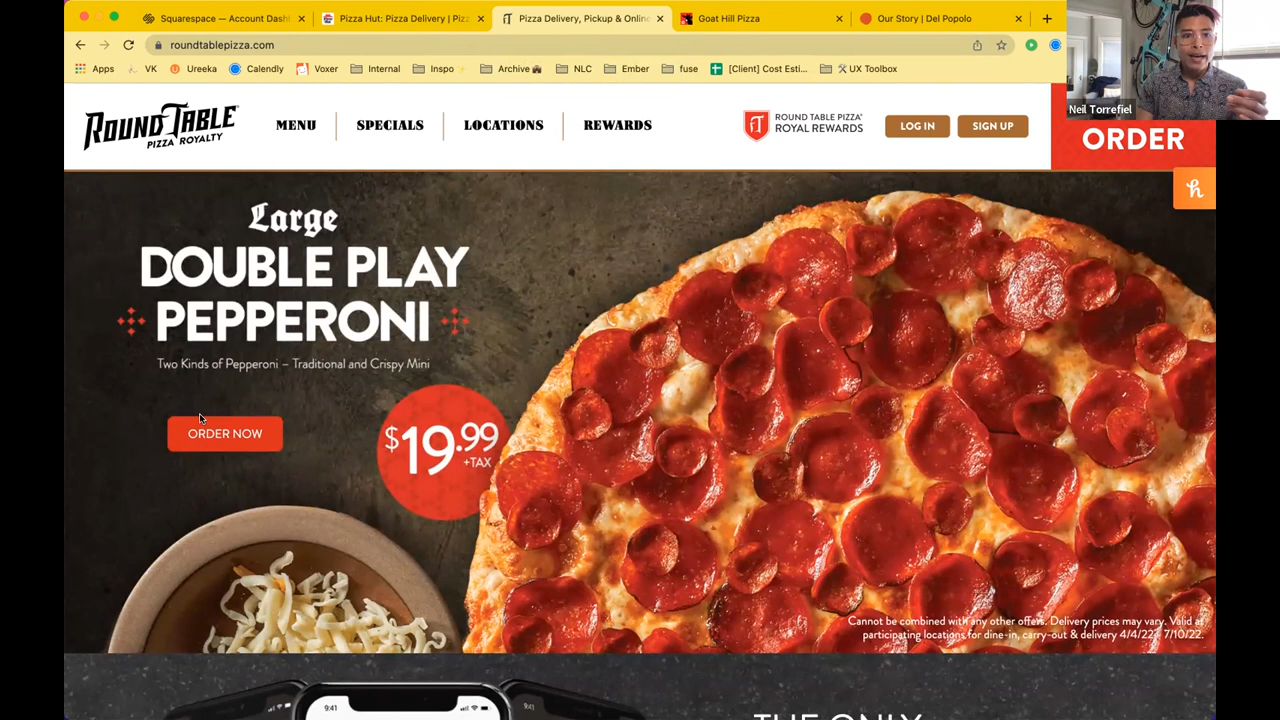 Squarespace — Account Dash
Pizza Hut: Pizza Delivery | Piz
Pizza Delivery, Pickup & Online
Goat Hill Pizza
Our Story | Del Popolo
roundtablepizza.com
Apps
VK
Ureeka
Calendly
Voxer
Internal
Inspo
Archive
NLC
Ember
fuse
[Client] Cost Esti...
UX Toolbox
Neil Torrefiel
ROUND TABLE
PIZZA ROYALTY
MENU
SPECIALS
LOCATIONS
REWARDS
ROUND TABLE PIZZA®
ROYAL REWARDS
LOG IN
SIGN UP
ORDER
Large
DOUBLE PLAY
PEPPERONI
Two Kinds of Pepperoni – Traditional and Crispy Mini
ORDER NOW
$19.99
+TAX
Cannot be combined with any other offers. Delivery prices may vary. Valid at
participating locations for dine-in, carry-out & delivery 4/4/22 - 7/10/22.
9:41
9:41
THE ONLY